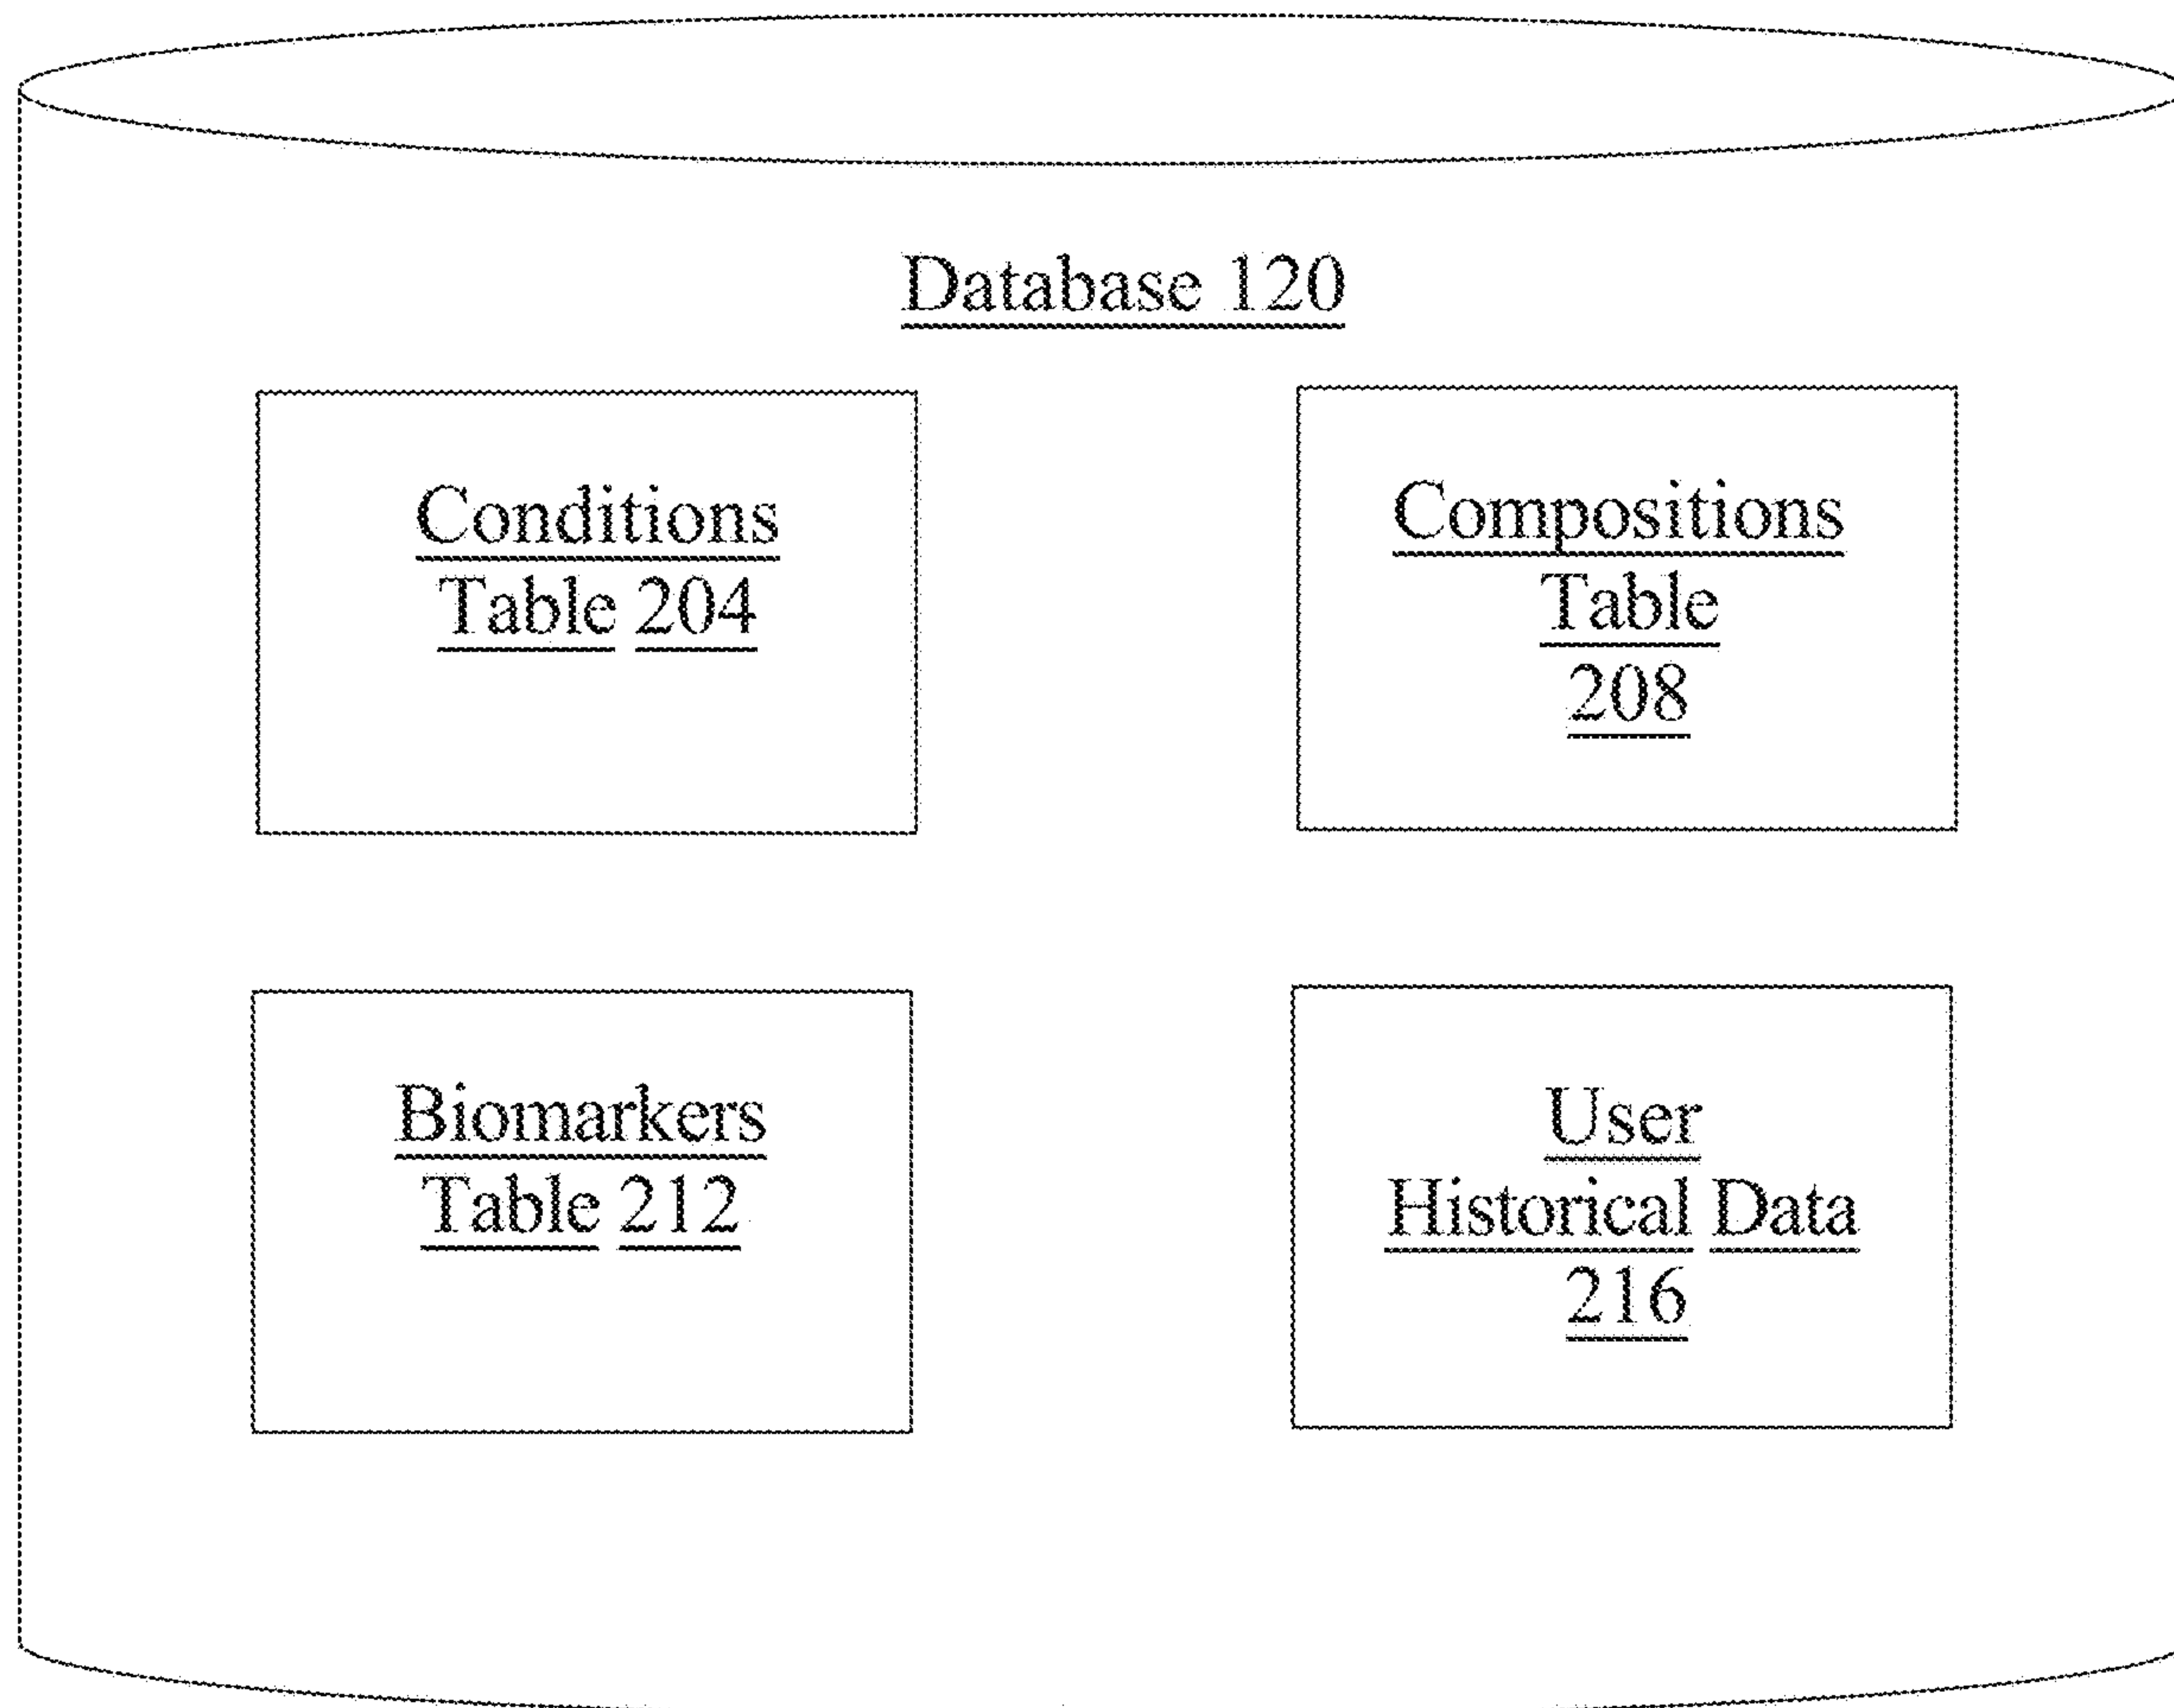 Database 120
Conditions
Table 204
Compositions
Table
208
Biomarkers
Table 212
User
Historical Data
216